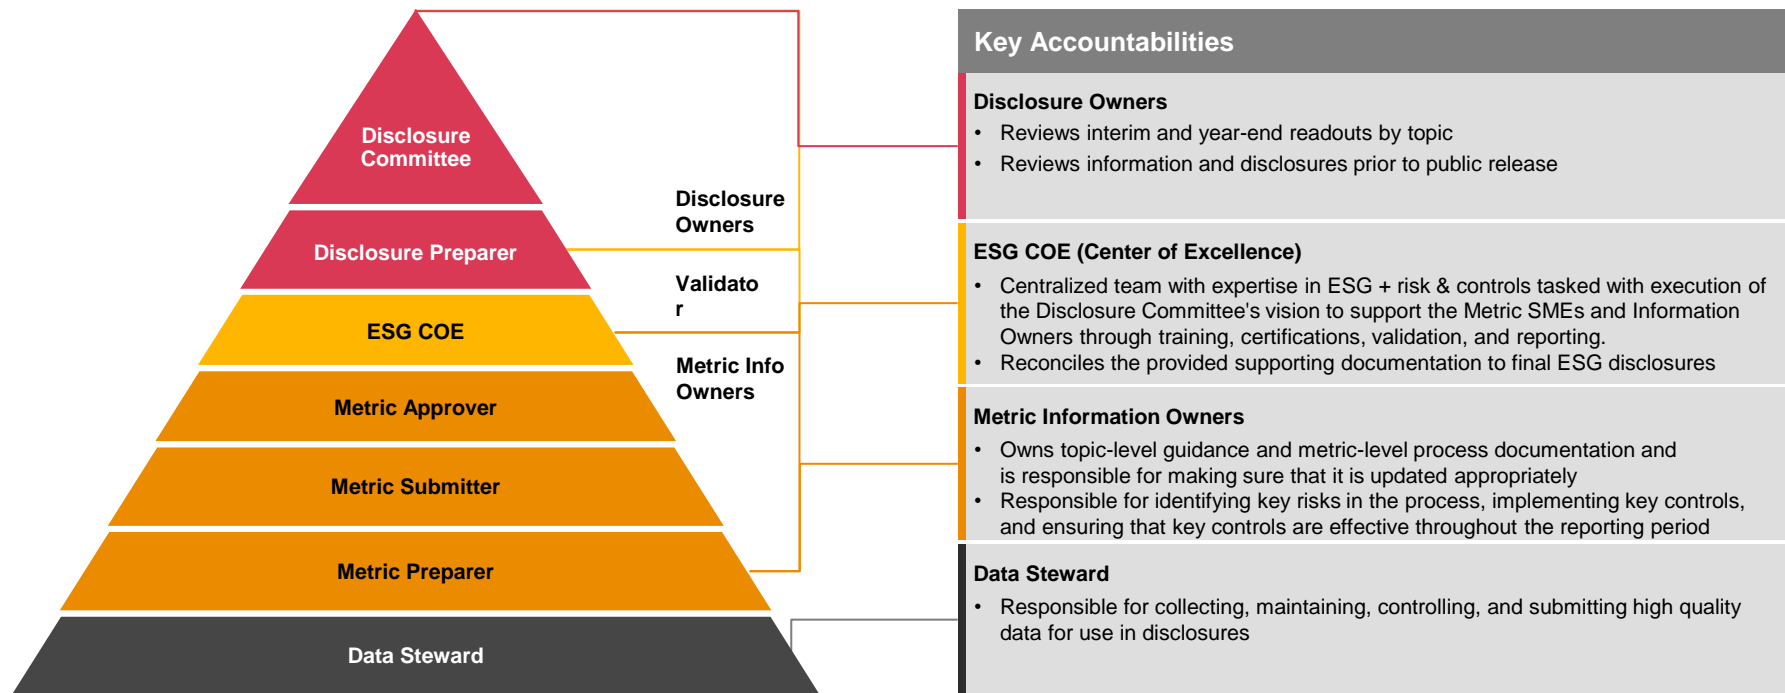 Disclosure
Committee
Disclosure Preparer
ESG COE
Metric Approver
Metric Submitter
Metric Preparer
Data Steward
Disclosure
Owners
Validato
r
Metric Info
Owners
Key Accountabilities
Disclosure Owners
• Reviews interim and year-end readouts by topic
• Reviews information and disclosures prior to public release
ESG COE (Center of Excellence)
• Centralized team with expertise in ESG + risk & controls tasked with execution of
the Disclosure Committee's vision to support the Metric SMEs and Information
Owners through training, certifications, validation, and reporting.
• Reconciles the provided supporting documentation to final ESG disclosures
Metric Information Owners
• Owns topic-level guidance and metric-level process documentation and
is responsible for making sure that it is updated appropriately
• Responsible for identifying key risks in the process, implementing key controls,
and ensuring that key controls are effective throughout the reporting period
Data Steward
• Responsible for collecting, maintaining, controlling, and submitting high quality
data for use in disclosures